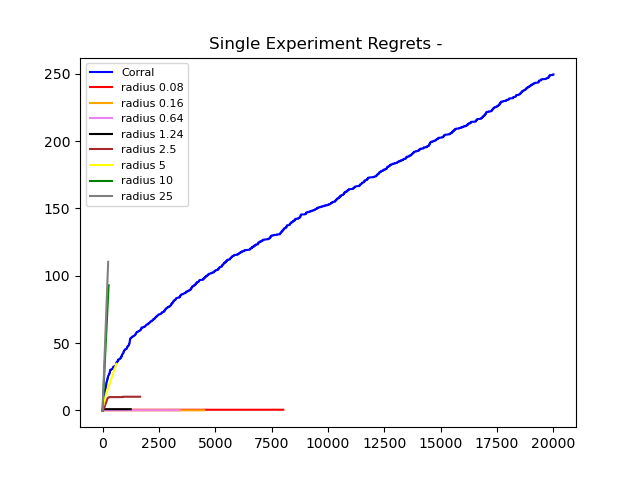 Single Experiment Regrets -
Corral
radius 0.08
radius 0.16
radius 0.64
radius 1.24
radius 2.5
radius 5
radius 10
radius 25
250
200
150
100
50
0
0 2500 5000 7500 10000 12500 15000 17500 20000